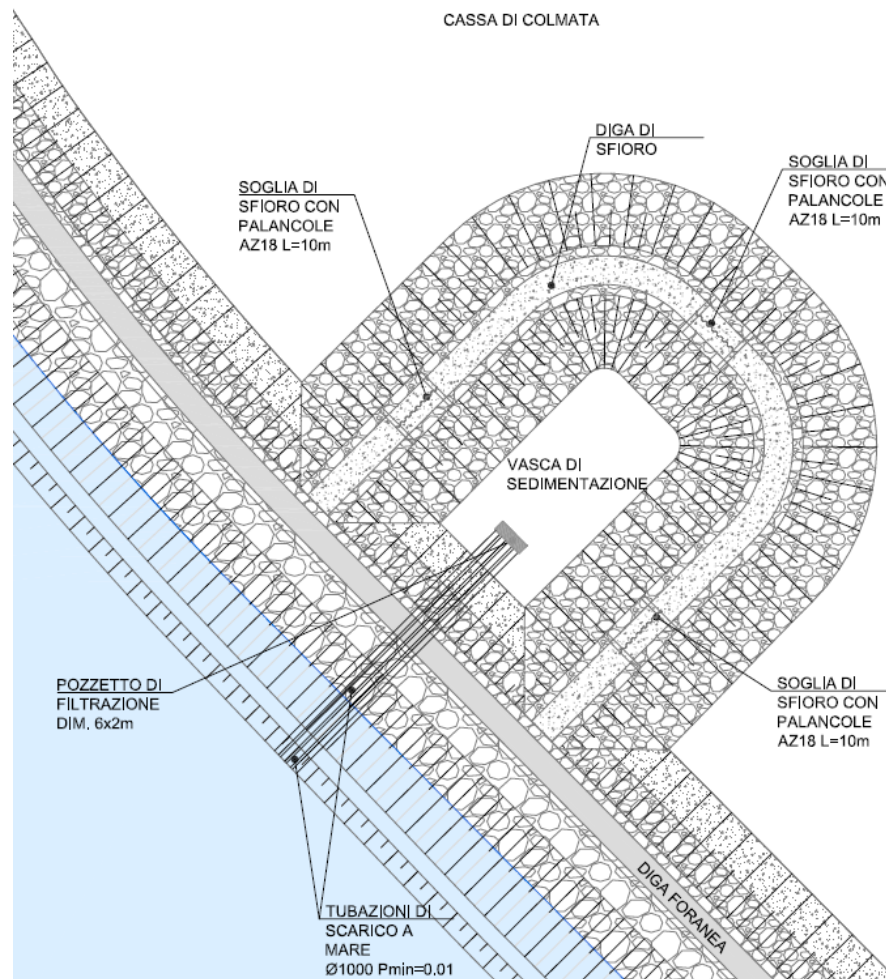 CASSA DI COLMATA
DIGA DI
SFIORO
SOGLIA DI
SFIORO CON
PALANCOLE
AZ18 L=10m
SOGLIA DI
SFIORO CON
PALANCOLE
AZ18 L=10m
VASCA DI
SEDIMENTAZIONE
POZZETTO DI
FILTRAZIONE
DIM. 6x2m
SOGLIA DI
SFIORO CON
PALANCOLE
AZ18 L=10m
DIGA FORANEA
TUBAZIONI DI
SCARICO A
MARE
Ø1000 Pmin=0.01